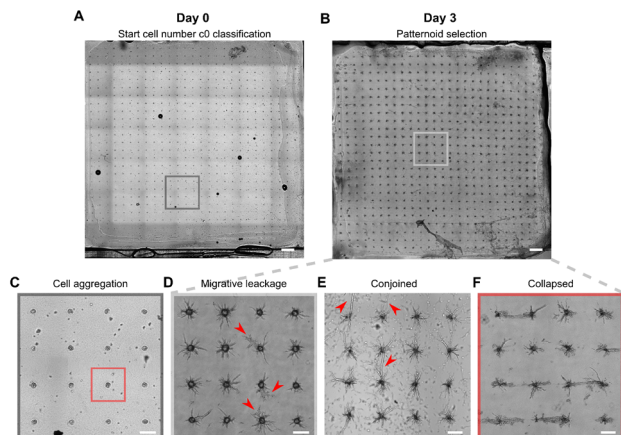 A
Day 0
Start cell number c0 classification
B
Day 3
Patternoid selection
C
Cell aggregation
D
Migrative leackage
E
Conjoined
F
Collapsed